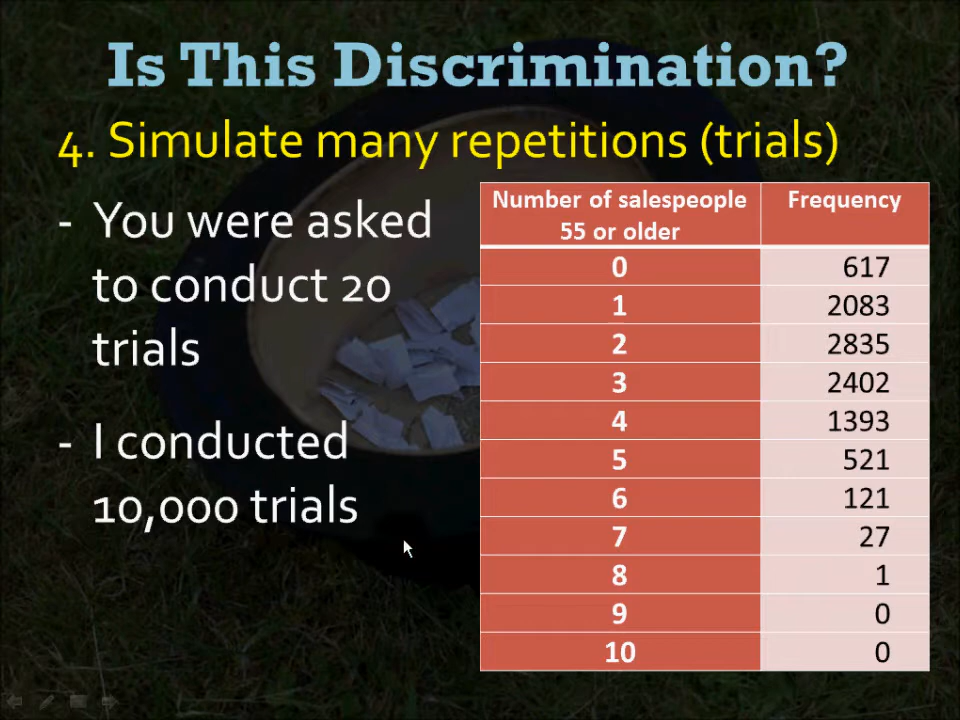 Is This Discrimination?
4. Simulate many repetitions (trials)
- You were asked
to conduct 20
trials
- I conducted
10,000 trials
Number of salespeople
55 or older
Frequency
0 617
1 2083
2 2835
3 2402
4 1393
5 521
6 121
7 27
8 1
9 0
10 0